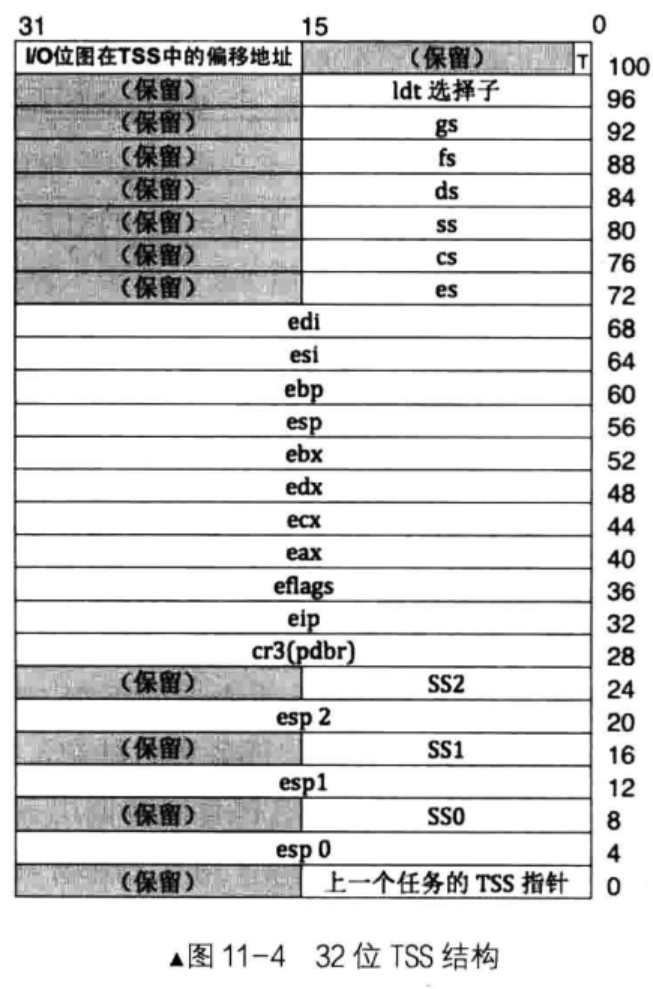 31 15 0
I/O位图在TSS中的偏移地址 (保留) T 100
(保留) ldt 选择子 96
(保留) gs 92
(保留) fs 88
(保留) ds 84
(保留) ss 80
(保留) cs 76
(保留) es 72
edi 68
esi 64
ebp 60
esp 56
ebx 52
edx 48
ecx 44
eax 40
eflags 36
eip 32
cr3(pdbr) 28
(保留) SS2 24
esp 2 20
(保留) SS1 16
esp1 12
(保留) SS0 8
esp 0 4
(保留) 上一个任务的 TSS 指针 0
▲图 11-4 32 位 TSS 结构